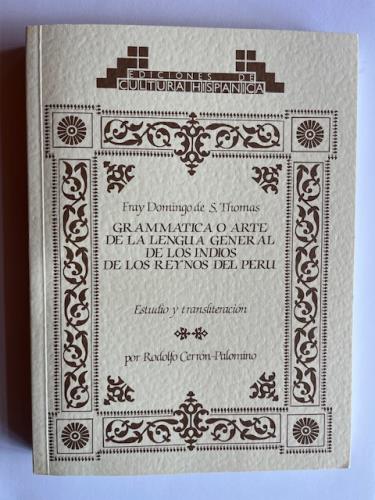 EDICIONES DE
CULTURA HISPANICA
Fray Domingo de S. Thomas
GRAMMATICA O ARTE
DE LA LENGUA GENERAL
DE LOS INDIOS
DE LOS REYNOS DEL PERU
Estudio y transliteración
por Rodolfo Cerrón-Palomino